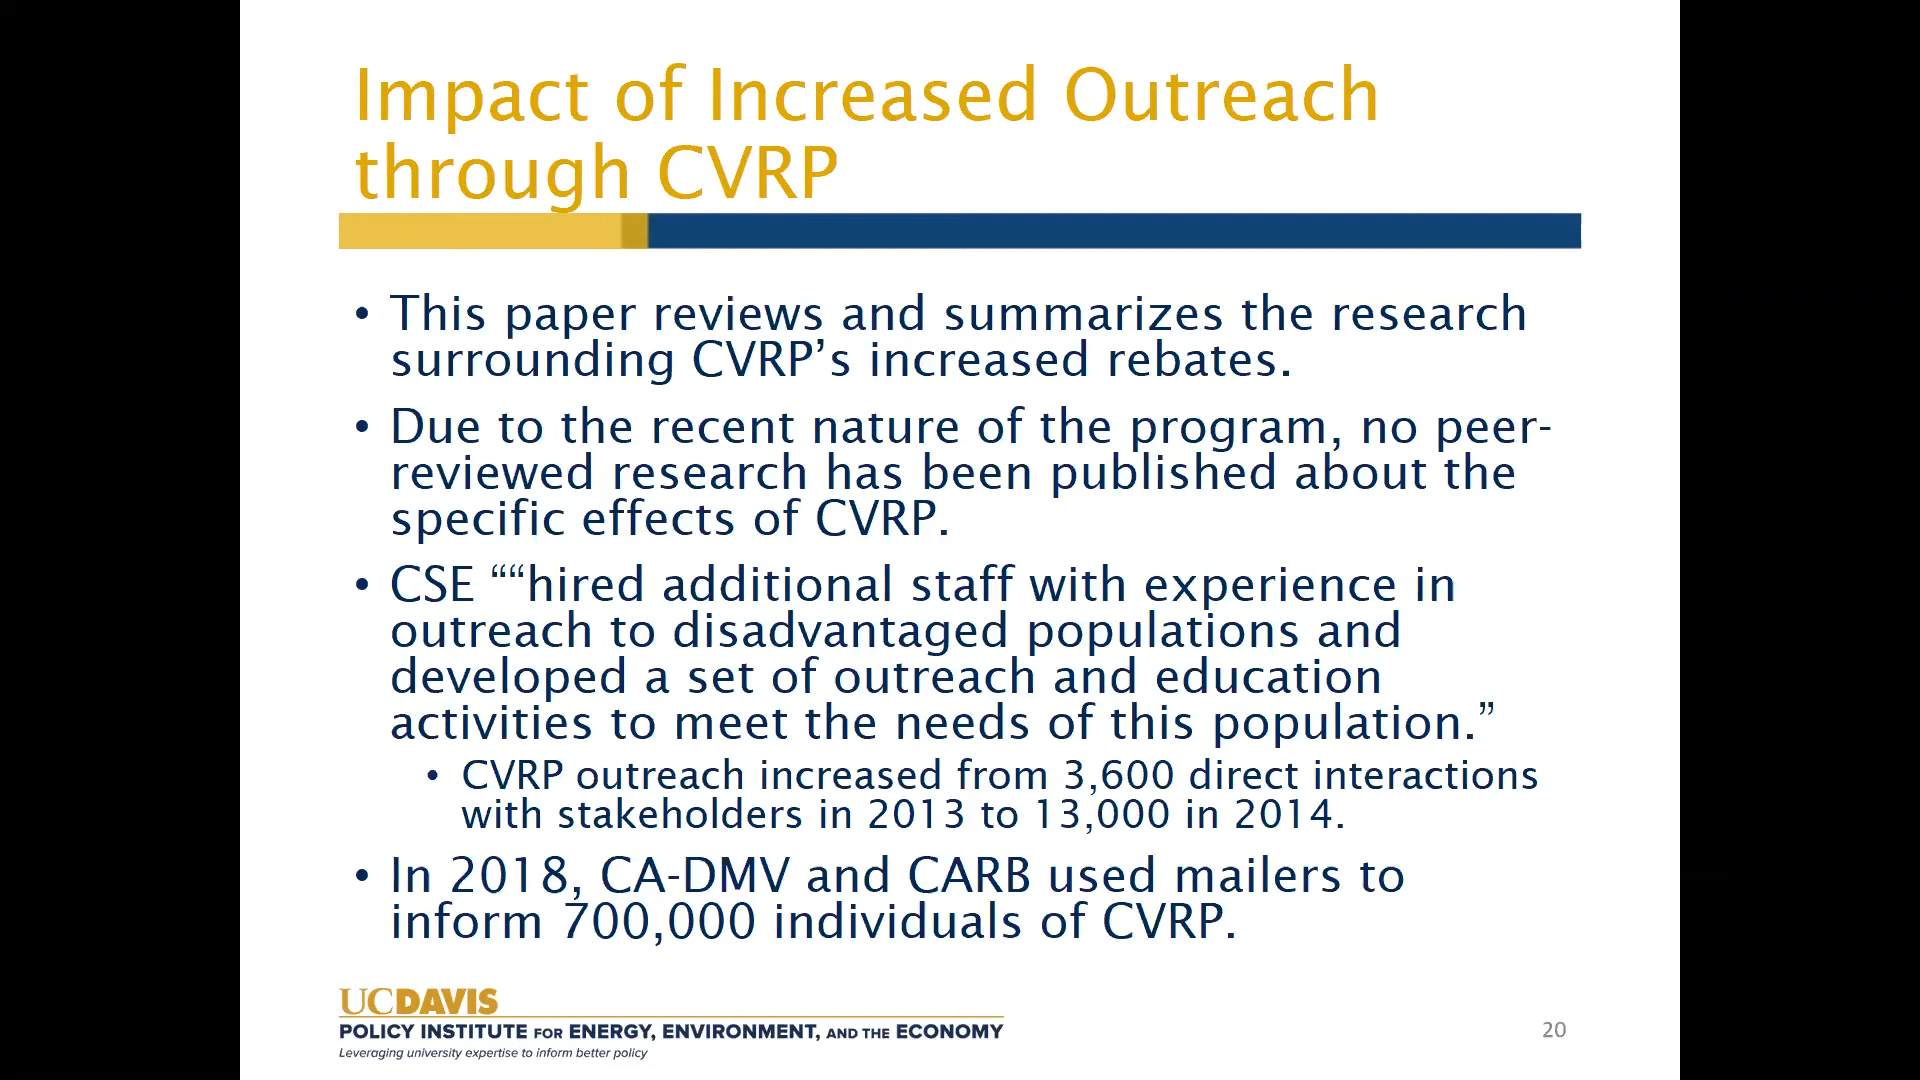 Impact of Increased Outreach
through CVRP
• This paper reviews and summarizes the research
surrounding CVRP’s increased rebates.
• Due to the recent nature of the program, no peer-
reviewed research has been published about the
specific effects of CVRP.
• CSE ““hired additional staff with experience in
outreach to disadvantaged populations and
developed a set of outreach and education
activities to meet the needs of this population.”
• CVRP outreach increased from 3,600 direct interactions
with stakeholders in 2013 to 13,000 in 2014.
• In 2018, CA-DMV and CARB used mailers to
inform 700,000 individuals of CVRP.
UCDAVIS
POLICY INSTITUTE FOR ENERGY, ENVIRONMENT, AND THE ECONOMY
Leveraging university expertise to inform better policy
20